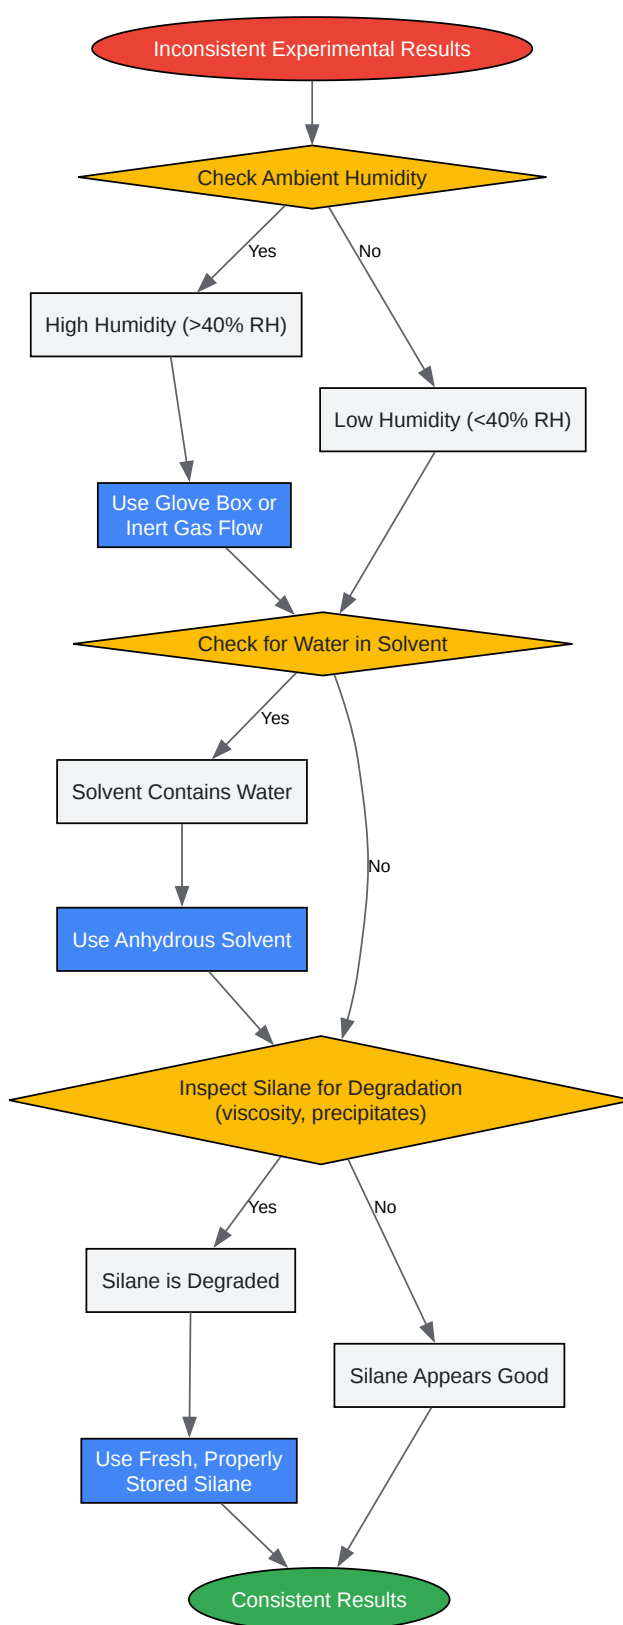 Inconsistent Experimental Results
Check Ambient Humidity
Yes
No
High Humidity (>40% RH)
Low Humidity (<40% RH)
Use Glove Box or
Inert Gas Flow
Check for Water in Solvent
Yes
Solvent Contains Water
No
Use Anhydrous Solvent
Inspect Silane for Degradation
(viscosity, precipitates)
Yes
No
Silane is Degraded
Silane Appears Good
Use Fresh, Properly
Stored Silane
Consistent Results